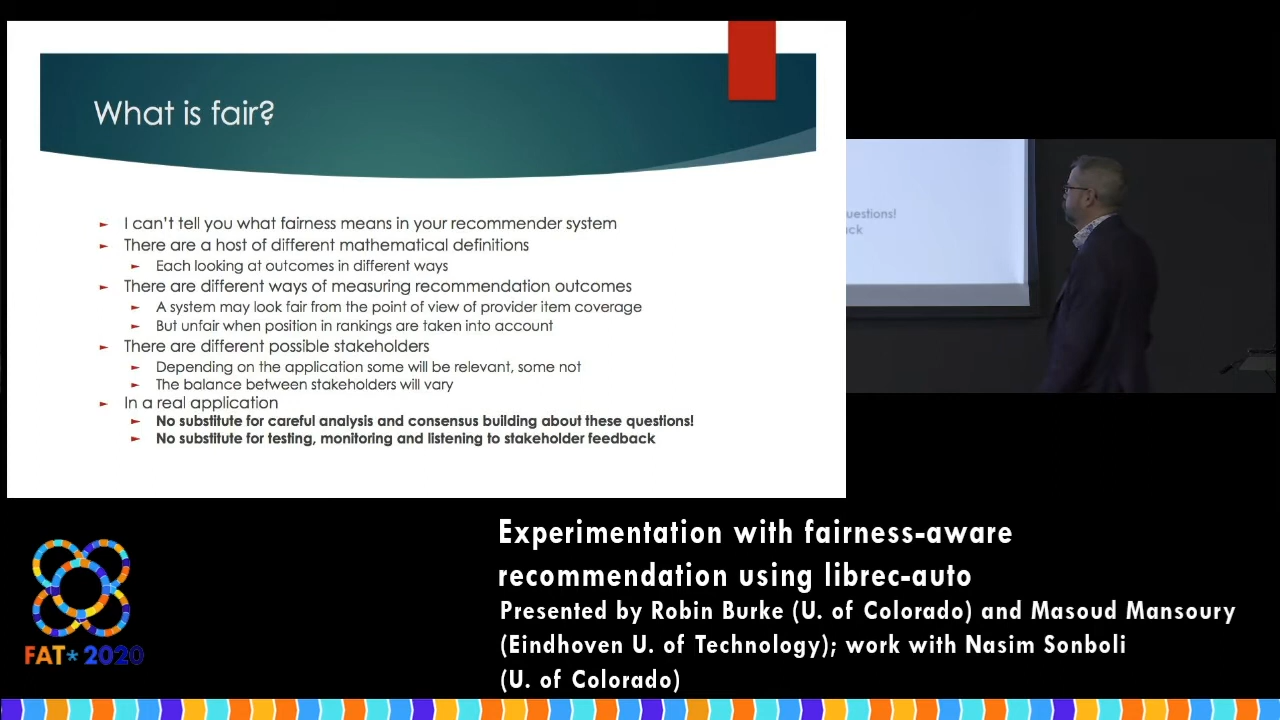 What is fair?
I can't tell you what fairness means in your recommender system
There are a host of different mathematical definitions
Each looking at outcomes in different ways
There are different ways of measuring recommendation outcomes
A system may look fair from the point of view of provider item coverage
But unfair when position in rankings are taken into account
There are different possible stakeholders
Depending on the application some will be relevant, some not
The balance between stakeholders will vary
In a real application
No substitute for careful analysis and consensus building about these questions!
No substitute for testing, monitoring and listening to stakeholder feedback
uestions!
ck
Experimentation with fairness-aware
recommendation using librec-auto
Presented by Robin Burke (U. of Colorado) and Masoud Mansoury
(Eindhoven U. of Technology); work with Nasim Sonboli
(U. of Colorado)
FAT* 2020